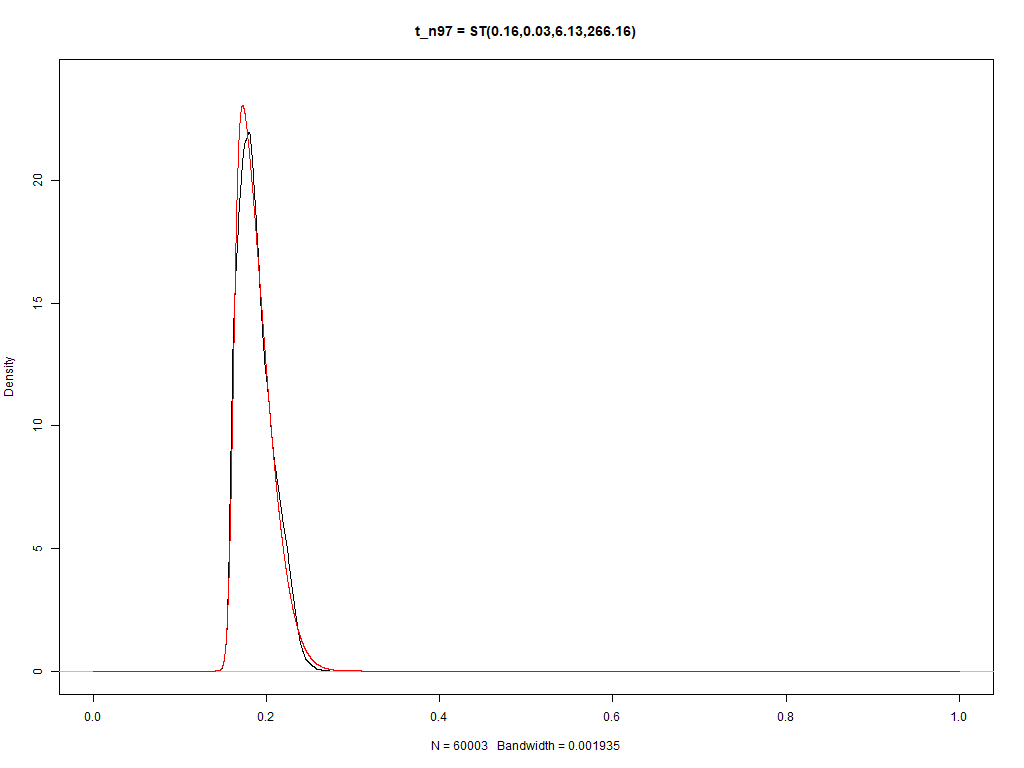 t_n97 = ST(0.16,0.03,6.13,266.16)
Density
20
15
10
5
0
0.0 0.2 0.4 0.6 0.8 1.0
N = 60003 Bandwidth = 0.001935